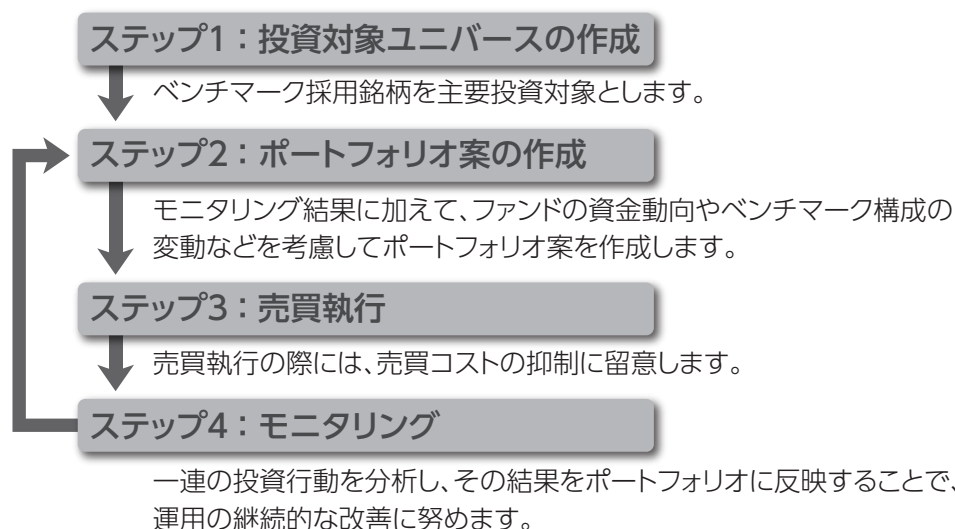 ステップ1：投資対象ユニバースの作成
ベンチマーク採用銘柄を主要投資対象とします。
ステップ2：ポートフォリオ案の作成
モニタリング結果に加えて、ファンドの資金動向やベンチマーク構成の
変動などを考慮してポートフォリオ案を作成します。
ステップ3：売買執行
売買執行の際には、売買コストの抑制に留意します。
ステップ4：モニタリング
一連の投資行動を分析し、その結果をポートフォリオに反映することで、
運用の継続的な改善に努めます。